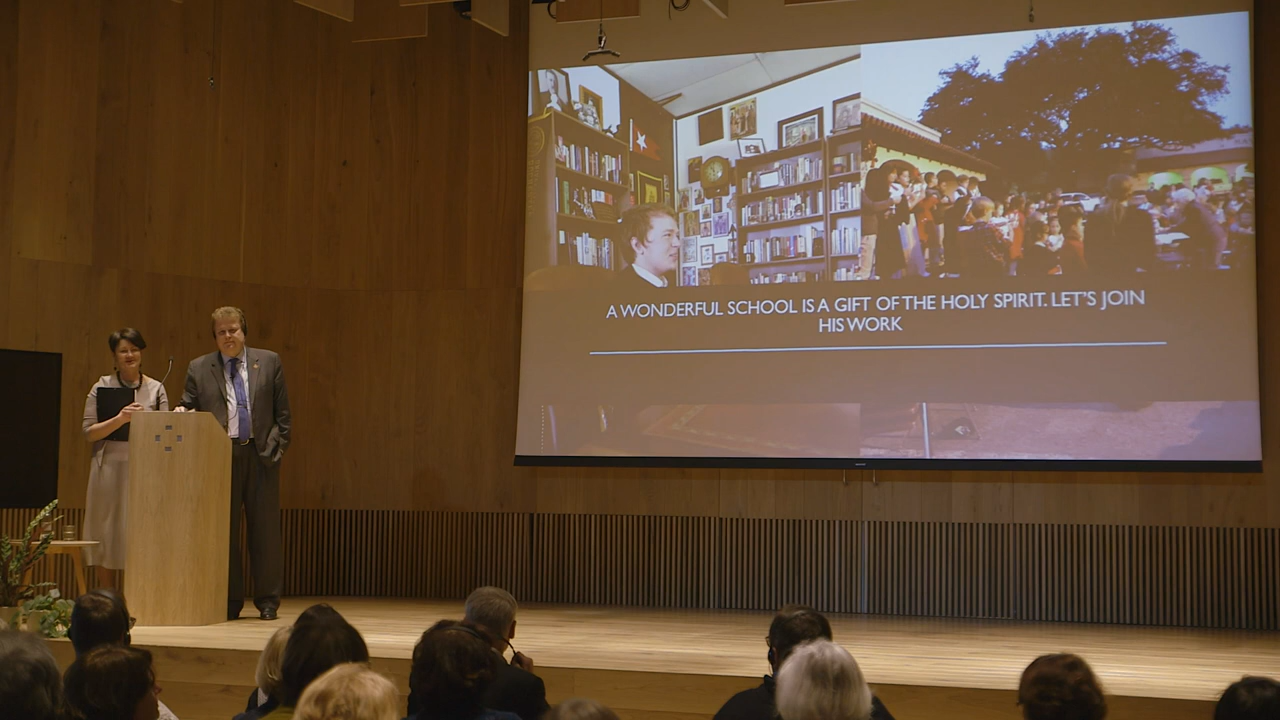 A WONDERFUL SCHOOL IS A GIFT OF THE HOLY SPIRIT. LET'S JOIN
HIS WORK